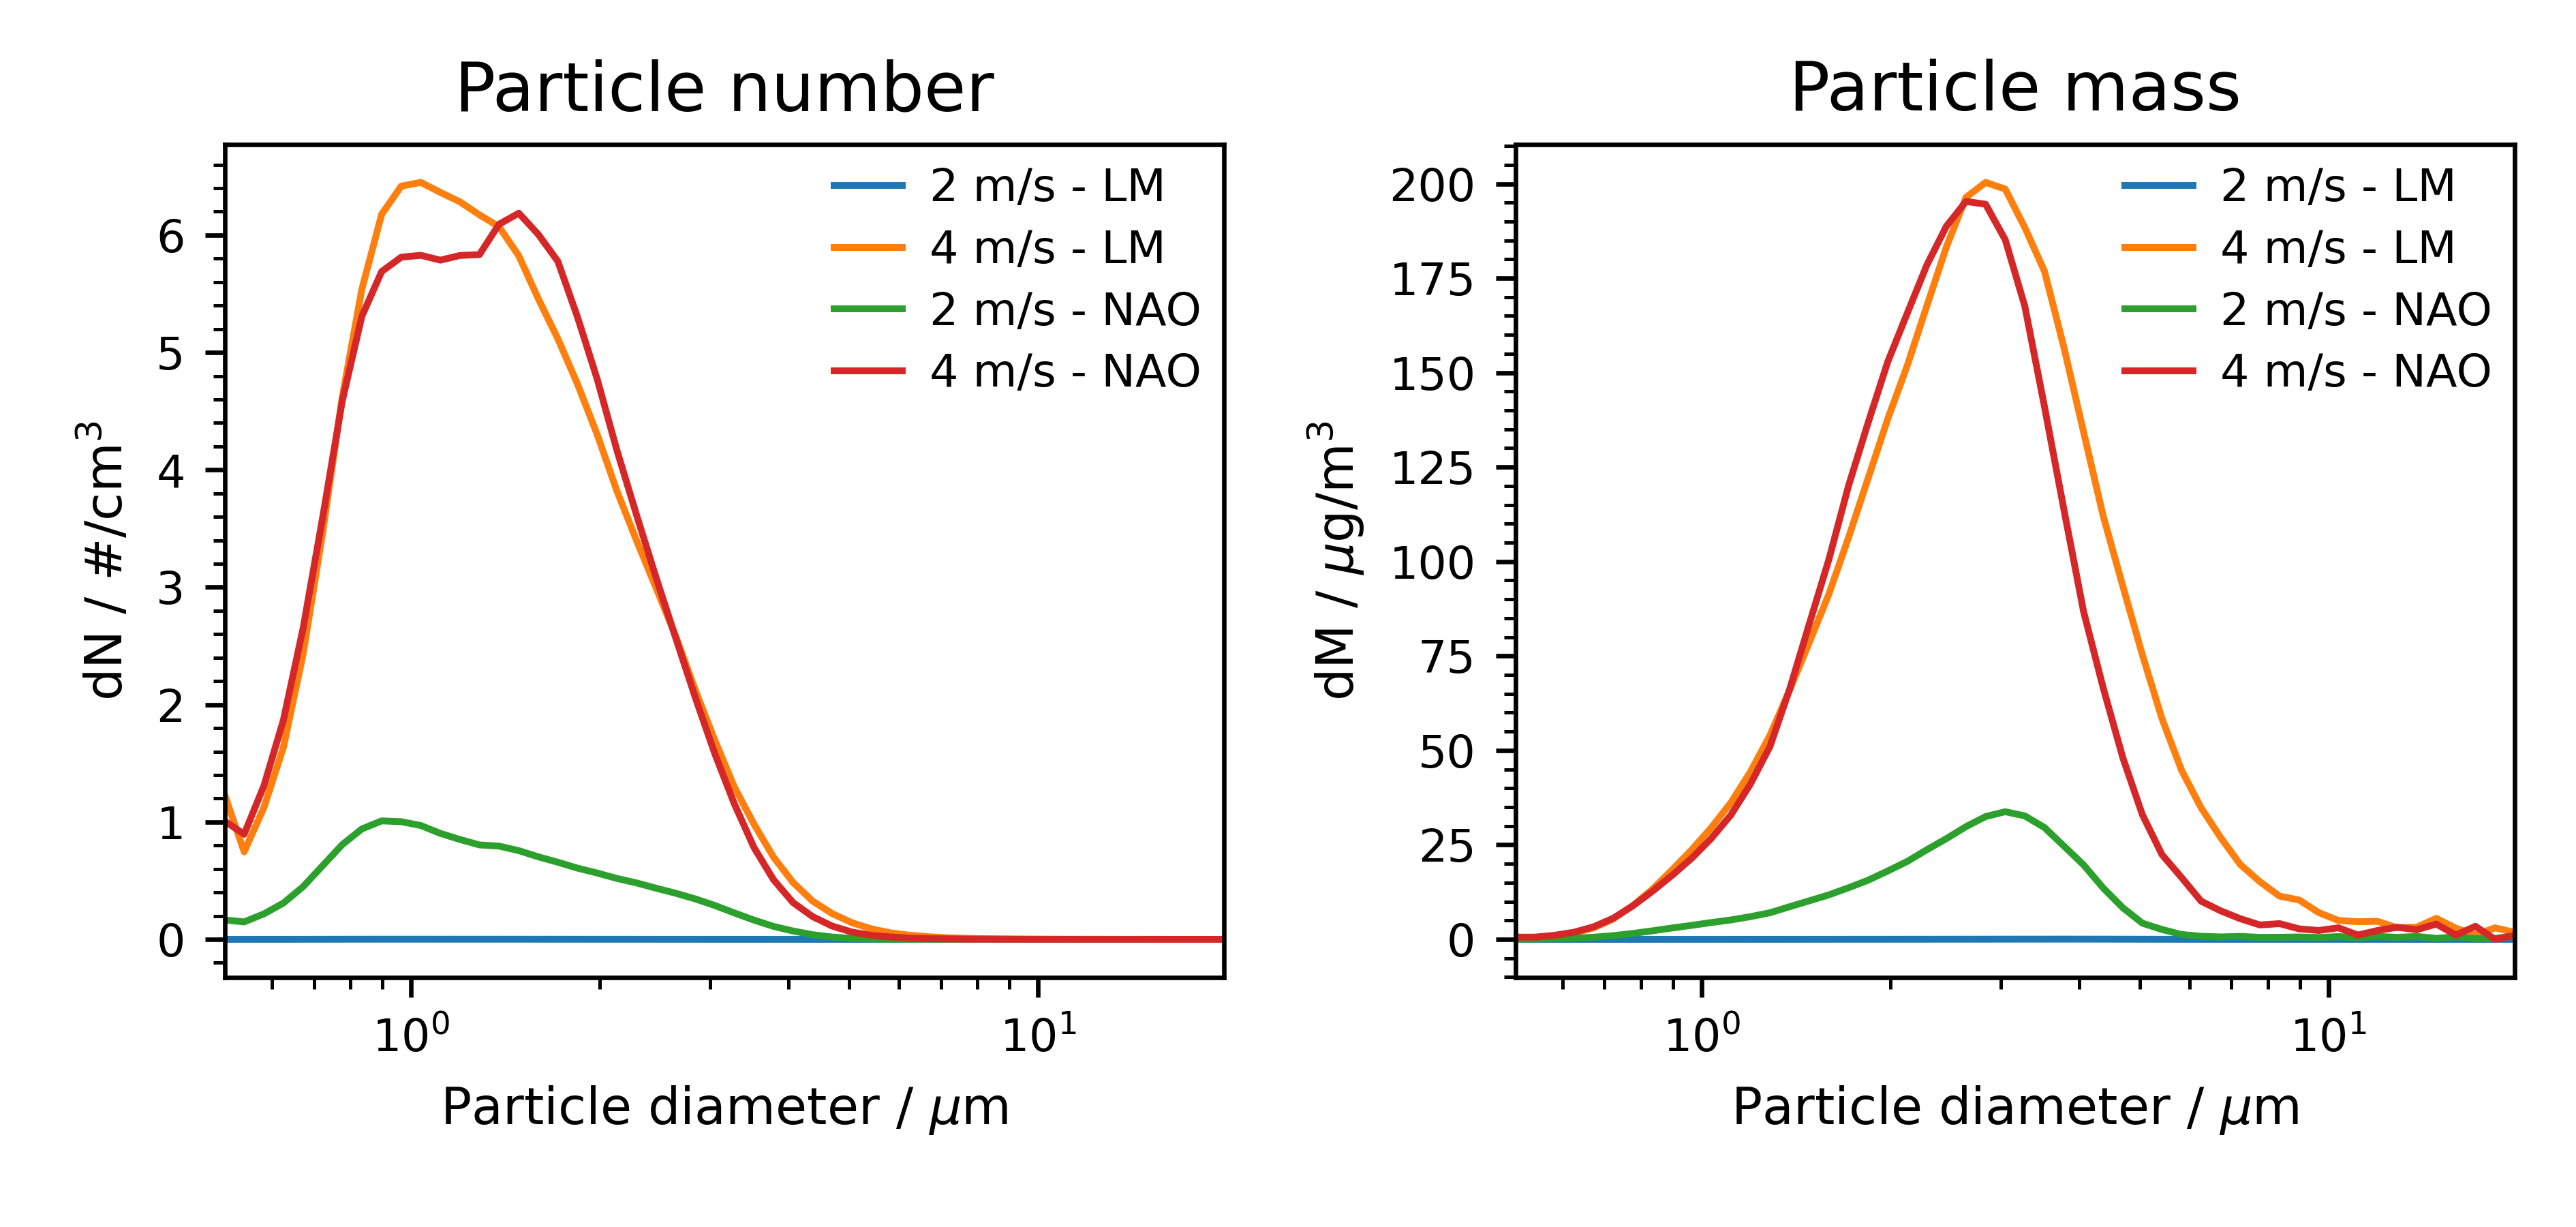 Particle number
2 m/s - LM
4 m/s - LM
2 m/s - NAO
4 m/s - NAO
dN / #/cm³
6
5
4
3
2
1
0
10⁰
10¹
Particle diameter / μm
Particle mass
2 m/s - LM
4 m/s - LM
2 m/s - NAO
4 m/s - NAO
dM / μg/m³
200
175
150
125
100
75
50
25
0
10⁰
10¹
Particle diameter / μm